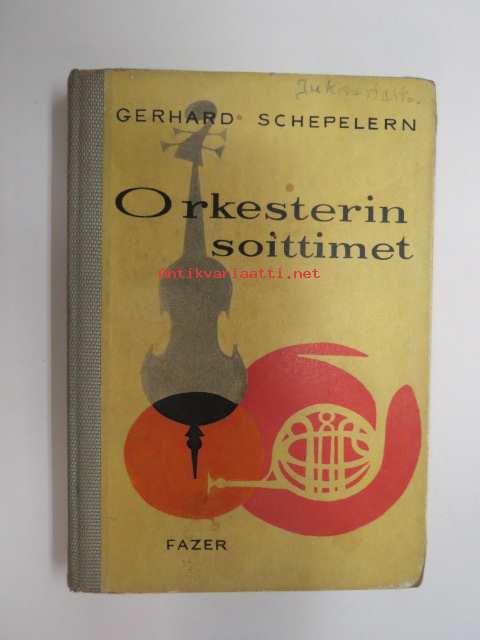 GERHARD SCHEPELERN
Orkesterin
soittimet
antikvariaatti.net
FAZER